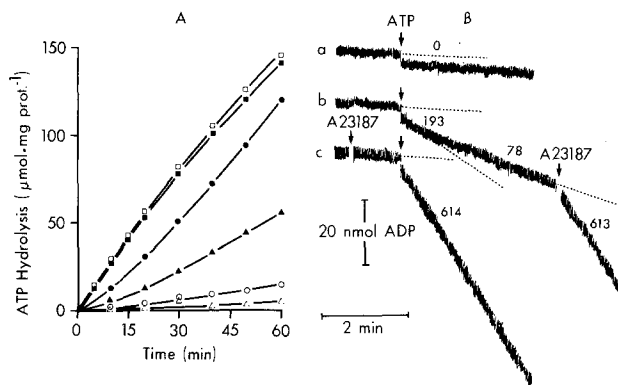 A
ATP B
150
100
50
0
ATP Hydrolysis (µmol·mg prot.⁻¹)
0 15 30 45 60
Time (min)
a
0
b
193
A23187
78
A23187
c
614
613
20 nmol ADP
2 min